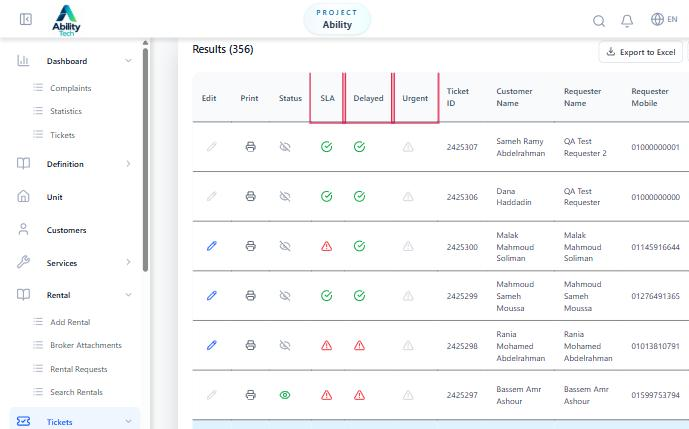 Ability
Tech
PROJECT
Ability
EN
Dashboard
Complaints
Statistics
Tickets
Definition
Unit
Customers
Services
Rental
Add Rental
Broker Attachments
Rental Requests
Search Rentals
Tickets
Results (356)
Export to Excel
Edit Print Status SLA Delayed Urgent Ticket ID Customer Name Requester Name Requester Mobile
2425307 Sameh Ramy Abdelrahman QA Test Requester 2 01000000001
2425306 Dana Haddadin QA Test Requester 01000000000
2425300 Malak Mahmoud Soliman Malak Mahmoud Soliman 01145916644
2425299 Mahmoud Sameh Moussa Mahmoud Sameh Moussa 01276491365
2425298 Rania Mohamed Abdelrahman Rania Mohamed Abdelrahman 01013810791
2425297 Bassem Amr Ashour Bassem Amr Ashour 01599753794